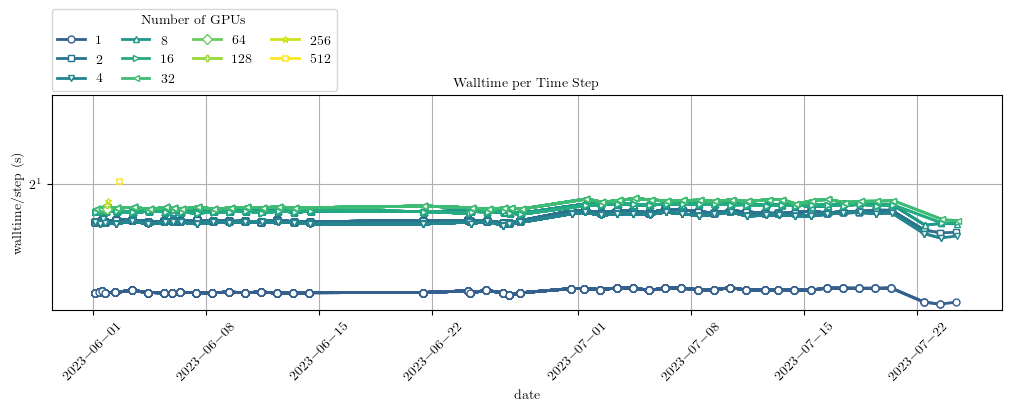 Number of GPUs
1 8 64 256
2 16 128 512
4 32
Walltime per Time Step
walltime/step (s)
2^1
2023−06−01 2023−06−08 2023−06−15 2023−06−22 2023−07−01 2023−07−08 2023−07−15 2023−07−22
date